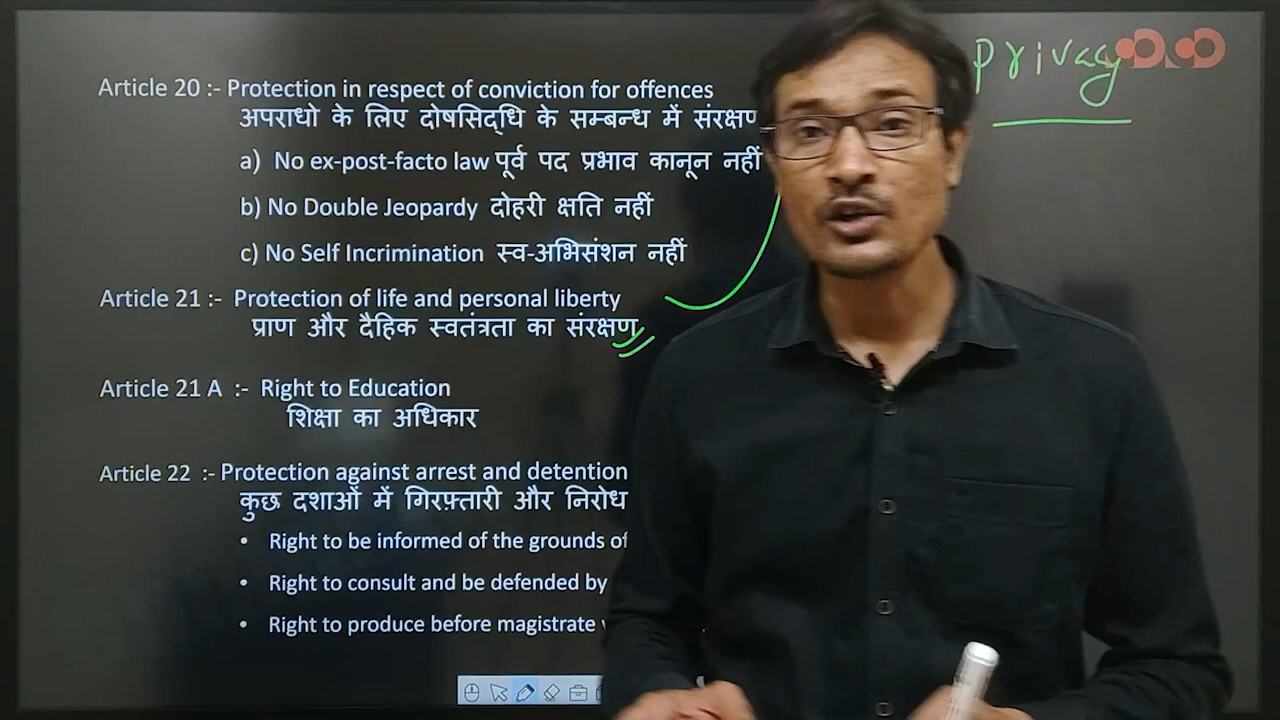 privacy
Article 20 :- Protection in respect of conviction for offences
अपराधो के लिए दोषसिद्धि के सम्बन्ध में संरक्षण
a) No ex-post-facto law पूर्व पद प्रभाव कानून नहीं
b) No Double Jeopardy दोहरी क्षति नहीं
c) No Self Incrimination स्व-अभिसंशन नहीं
Article 21 :- Protection of life and personal liberty
प्राण और दैहिक स्वतंत्रता का संरक्षण
Article 21 A :- Right to Education
शिक्षा का अधिकार
Article 22 :- Protection against arrest and detention
कुछ दशाओं में गिरफ़्तारी और निरोध
• Right to be informed of the grounds of
• Right to consult and be defended by
• Right to produce before magistrate